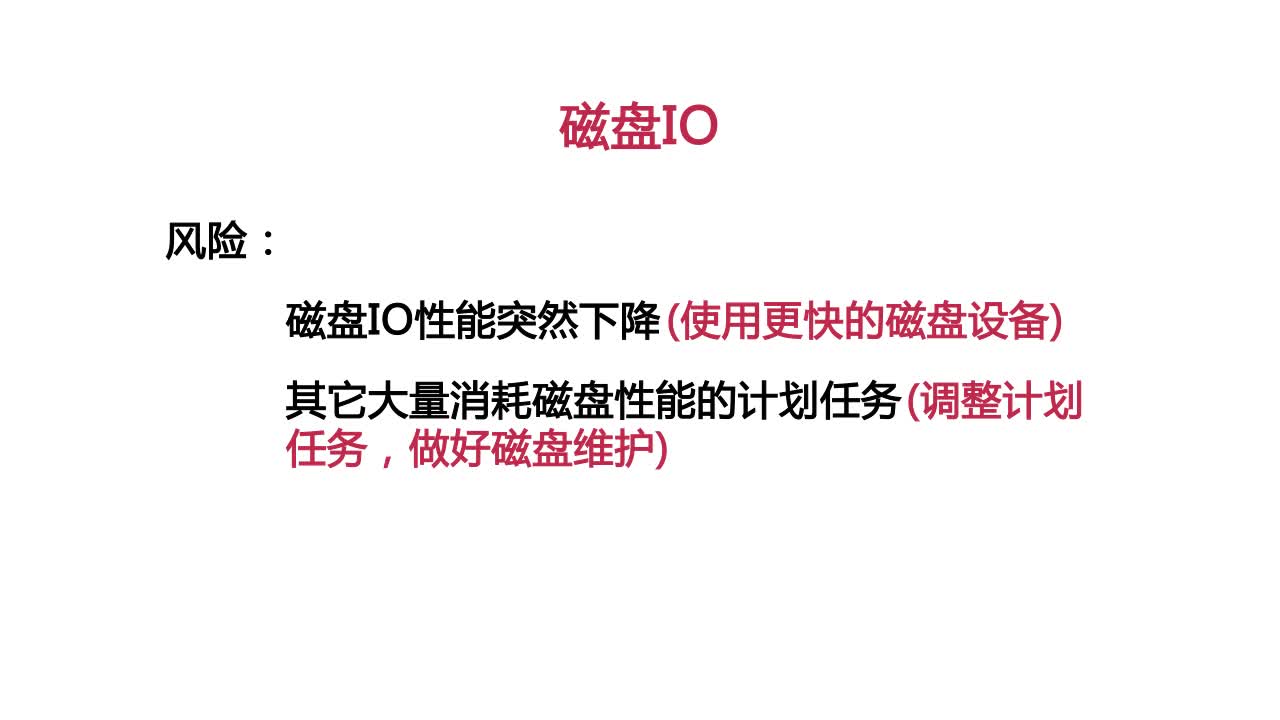 磁盘IO
风险：
磁盘IO性能突然下降(使用更快的磁盘设备)
其它大量消耗磁盘性能的计划任务(调整计划
任务，做好磁盘维护)